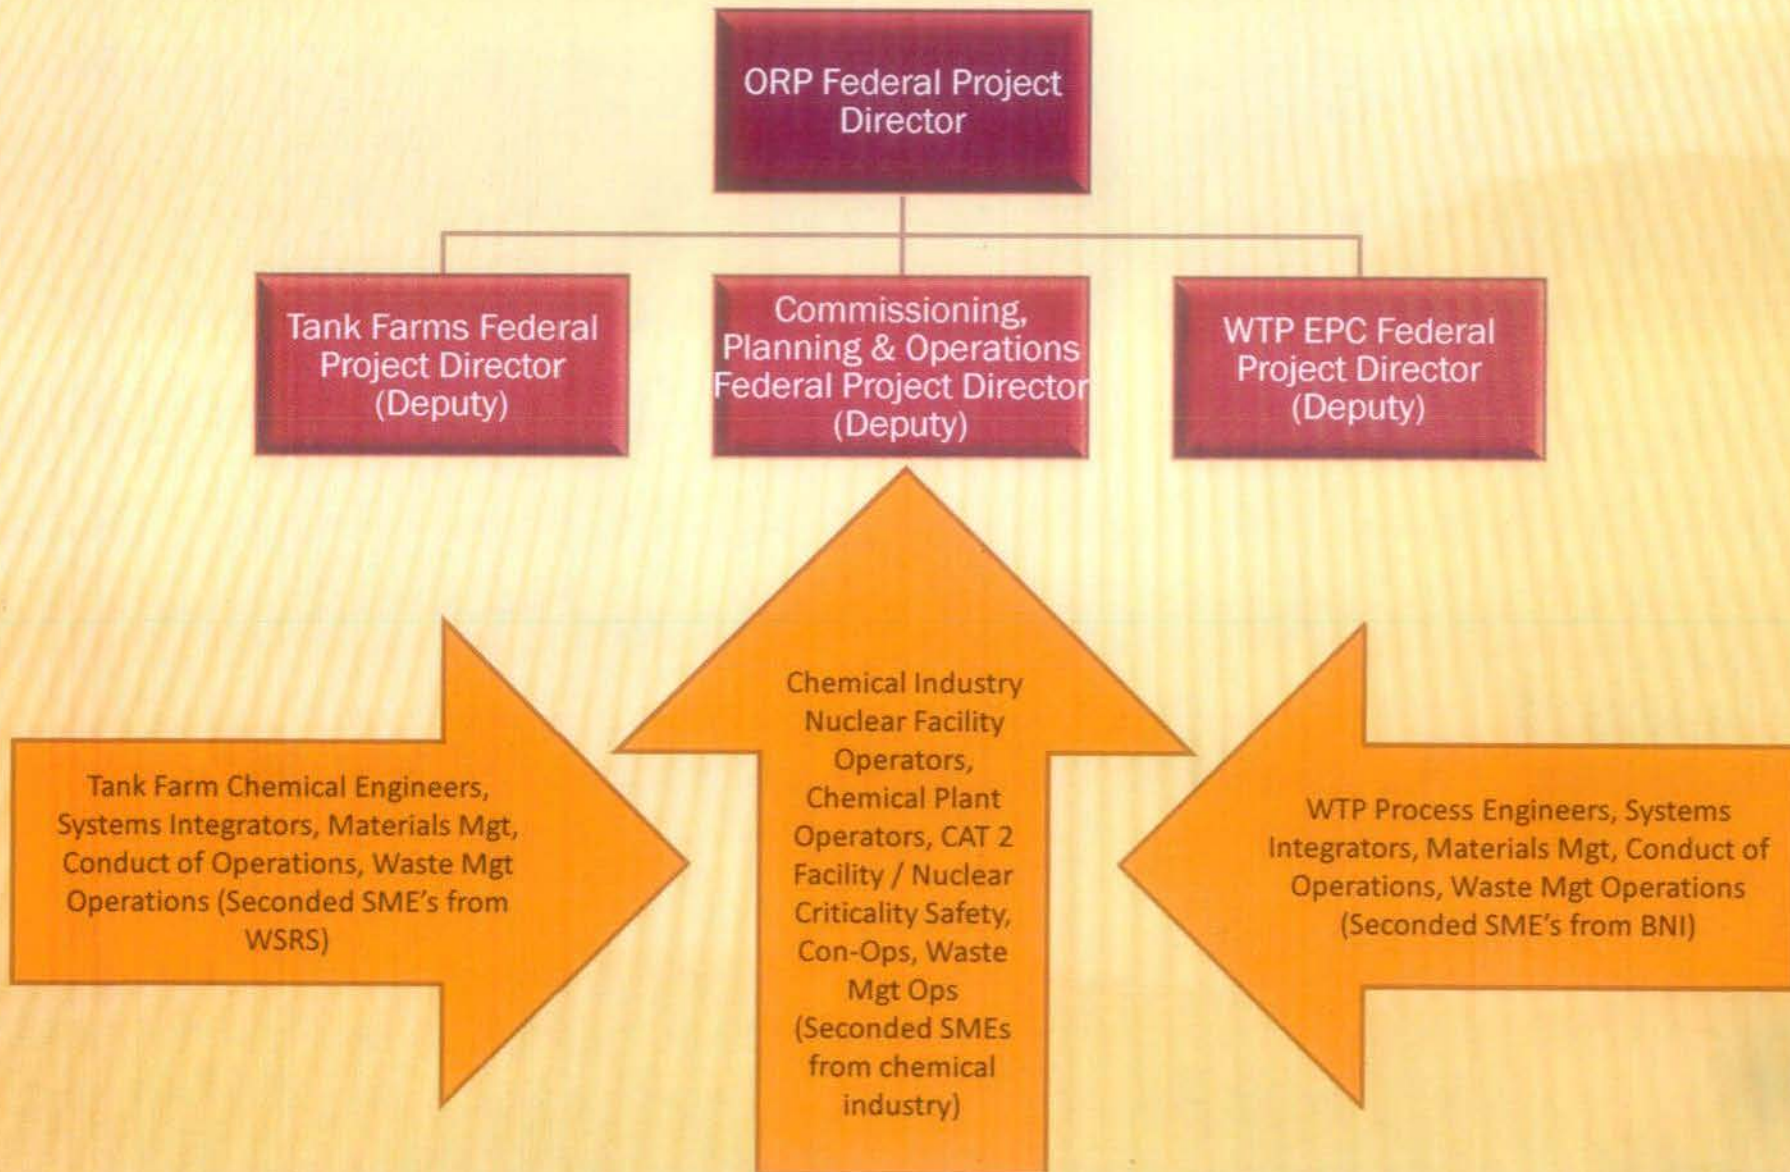 ORP Federal Project
Director
Tank Farms Federal
Project Director
(Deputy)
Commissioning,
Planning & Operations
Federal Project Director
(Deputy)
WTP EPC Federal
Project Director
(Deputy)
Tank Farm Chemical Engineers,
Systems Integrators, Materials Mgt,
Conduct of Operations, Waste Mgt
Operations (Seconded SME's from
WSRS)
Chemical Industry
Nuclear Facility
Operators,
Chemical Plant
Operators, CAT 2
Facility / Nuclear
Criticality Safety,
Con-Ops, Waste
Mgt Ops
(Seconded SMEs
from chemical
industry)
WTP Process Engineers, Systems
Integrators, Materials Mgt, Conduct of
Operations, Waste Mgt Operations
(Seconded SME's from BNI)